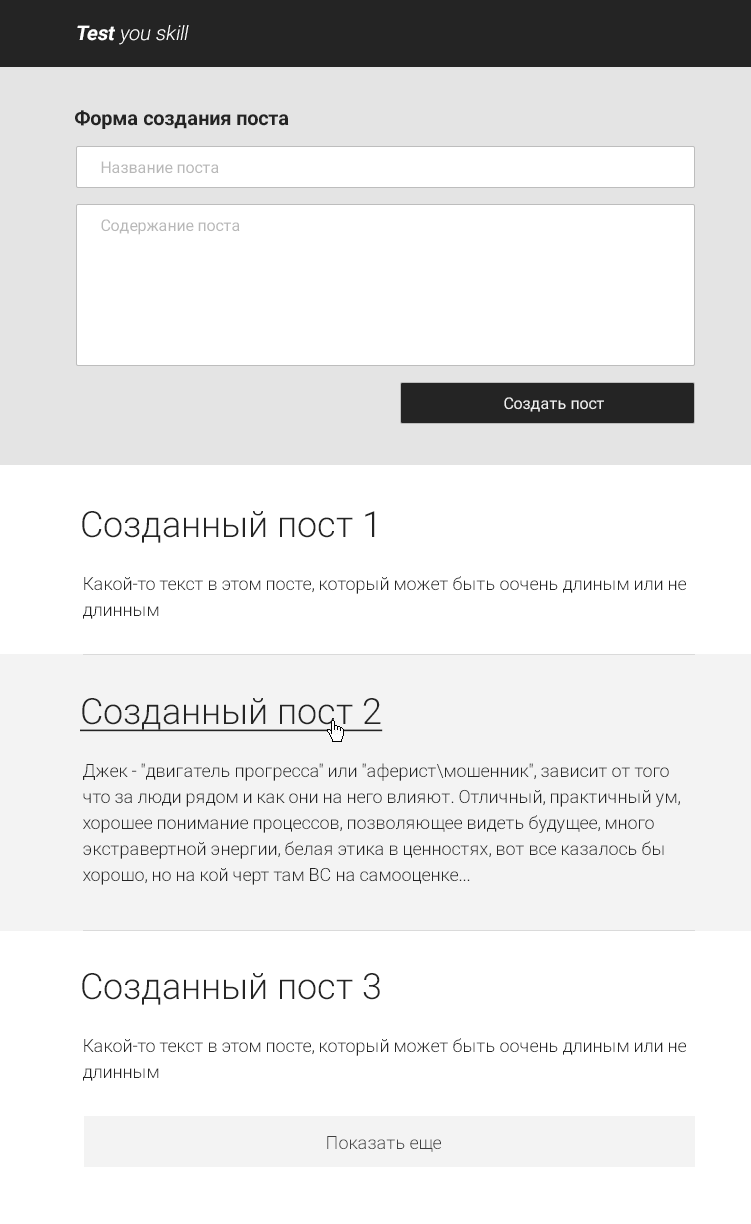 Test you skill
Форма создания поста
Название поста
Содержание поста
Создать пост
Созданный пост 1
Какой-то текст в этом посте, который может быть оочень длиным или не
длинным
Созданный пост 2
Джек - "двигатель прогресса" или "аферист\мошенник", зависит от того
что за люди рядом и как они на него влияют. Отличный, практичный ум,
хорошее понимание процессов, позволяющее видеть будущее, много
экстравертной энергии, белая этика в ценностях, вот все казалось бы
хорошо, но на кой черт там ВС на самооценке...
Созданный пост 3
Какой-то текст в этом посте, который может быть оочень длиным или не
длинным
Показать еще